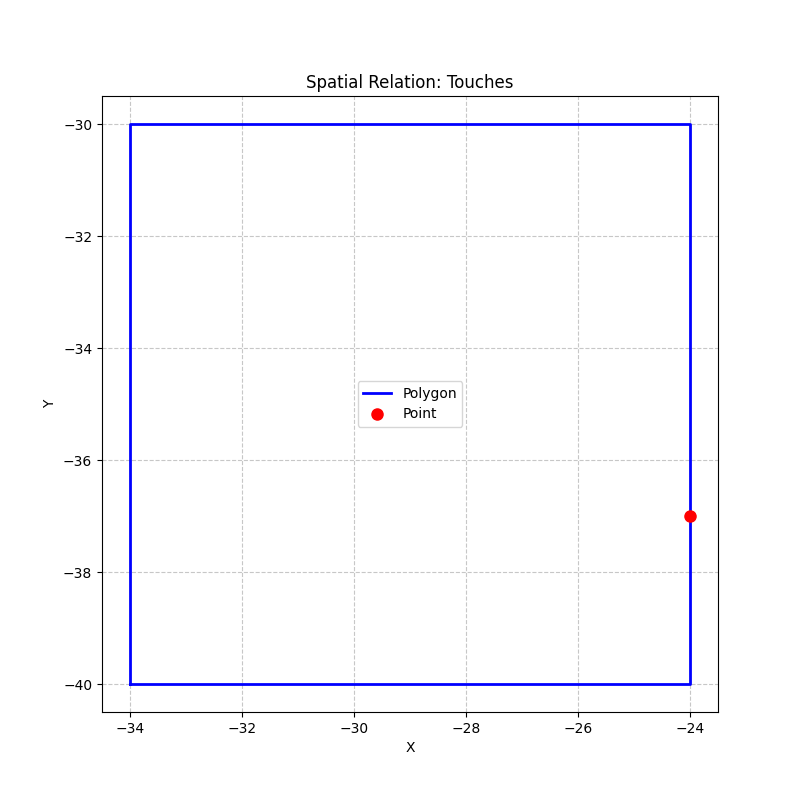 Spatial Relation: Touches
−30
−32
−34
−36
−38
−40
Y
Polygon
Point
−34 −32 −30 −28 −26 −24
X